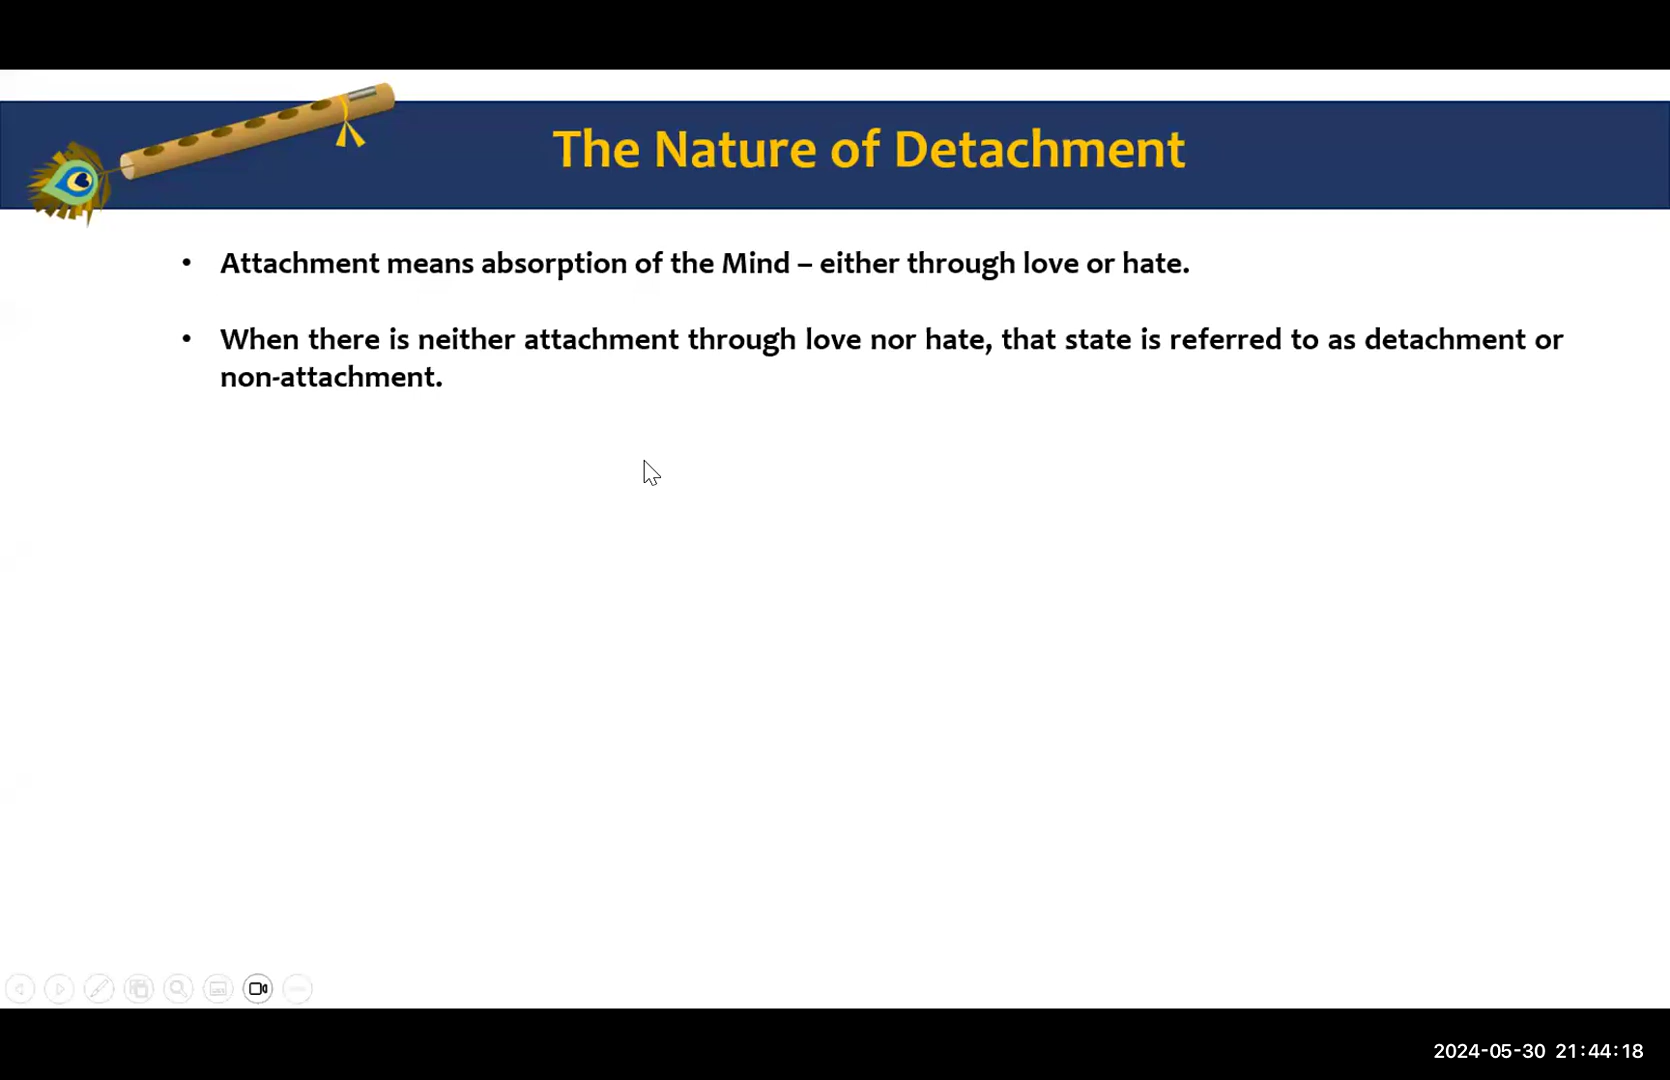 The Nature of Detachment
• Attachment means absorption of the Mind – either through love or hate.
• When there is neither attachment through love nor hate, that state is referred to as detachment or
non-attachment.
2024-05-30 21:44:18